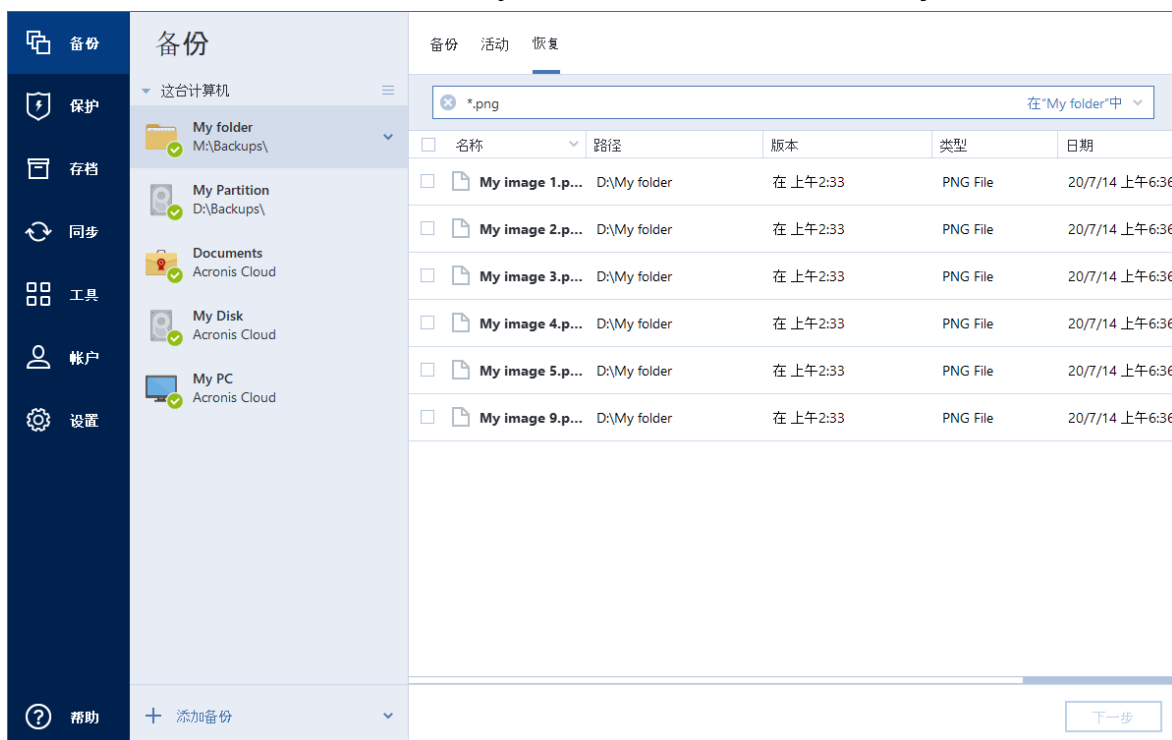 备份
保护
存档
同步
工具
帐户
设置
帮助
备份
这台计算机
My folder
M:\Backups\
My Partition
D:\Backups\
Documents
Acronis Cloud
My Disk
Acronis Cloud
My PC
Acronis Cloud
添加备份
备份 活动 恢复
*.png 在"My folder"中
名称 路径 版本 类型 日期
My image 1.p... D:\My folder 在 上午2:33 PNG File 20/7/14 上午6:36
My image 2.p... D:\My folder 在 上午2:33 PNG File 20/7/14 上午6:36
My image 3.p... D:\My folder 在 上午2:33 PNG File 20/7/14 上午6:36
My image 4.p... D:\My folder 在 上午2:33 PNG File 20/7/14 上午6:36
My image 5.p... D:\My folder 在 上午2:33 PNG File 20/7/14 上午6:36
My image 9.p... D:\My folder 在 上午2:33 PNG File 20/7/14 上午6:36
下一步